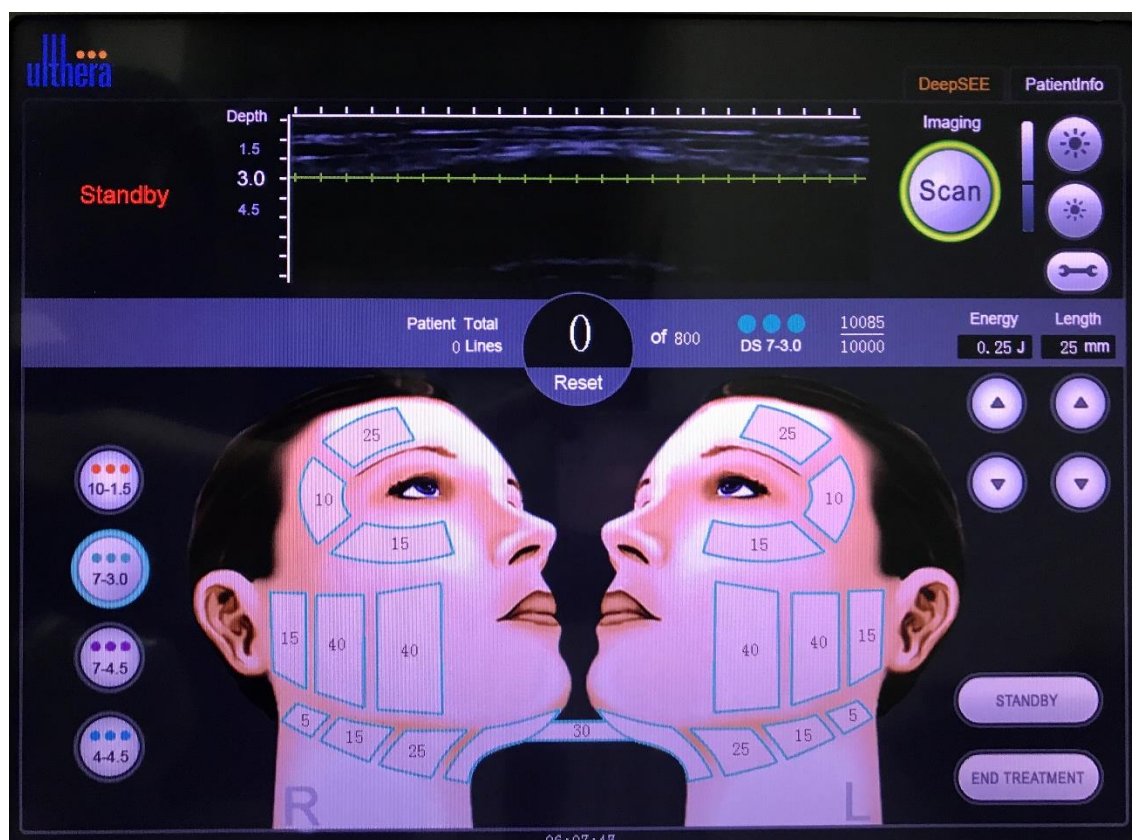 ulthera
DeepSEE
PatientInfo
Depth
1.5
3.0
4.5
Standby
Imaging
Scan
Patient Total
0 Lines
0
Reset
of 800
DS 7-3.0
10085
10000
Energy
0.25 J
Length
25 mm
10-1.5
7-3.0
7-4.5
4-4.5
25
10
15
15
40
40
5
15
25
30
25
10
15
40
40
15
25
15
5
R
L
STANDBY
END TREATMENT